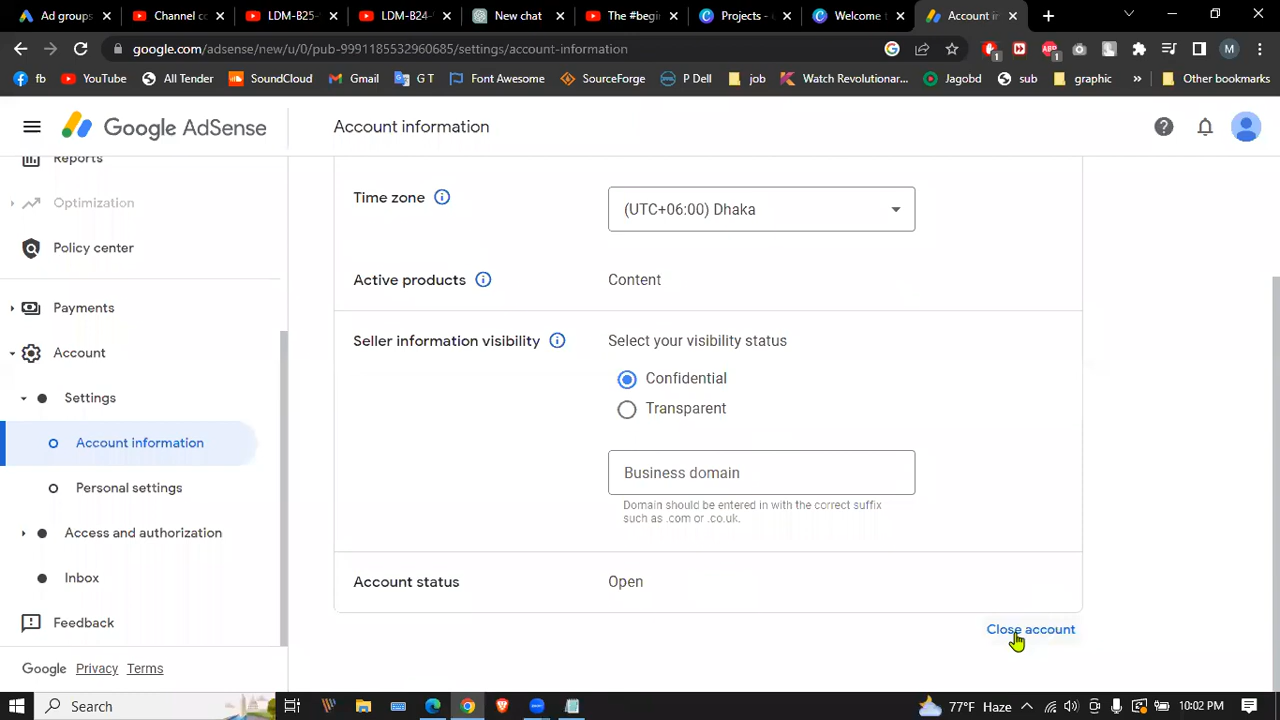 Ad groups
Channel co
LDM-B25-
LDM-B24-
New chat
The #begi
Projects - C
Welcome
Account in
google.com/adsense/new/u/0/pub-9991185532960685/settings/account-information
1
1
M
fb
YouTube
All Tender
SoundCloud
Gmail
G T
Font Awesome
SourceForge
P Dell
job
Watch Revolutionar...
Jagobd
sub
graphic
»
Other bookmarks
Google AdSense
Account information
Reports
Optimization
Policy center
Payments
Account
Settings
Account information
Personal settings
Access and authorization
Inbox
Feedback
Google Privacy Terms
Time zone
(UTC+06:00) Dhaka
Active products
Content
Seller information visibility
Select your visibility status
Confidential
Transparent
Business domain
Domain should be entered in with the correct suffix
such as .com or .co.uk.
Account status
Open
Close account
Search
77°F Haze
10:02 PM